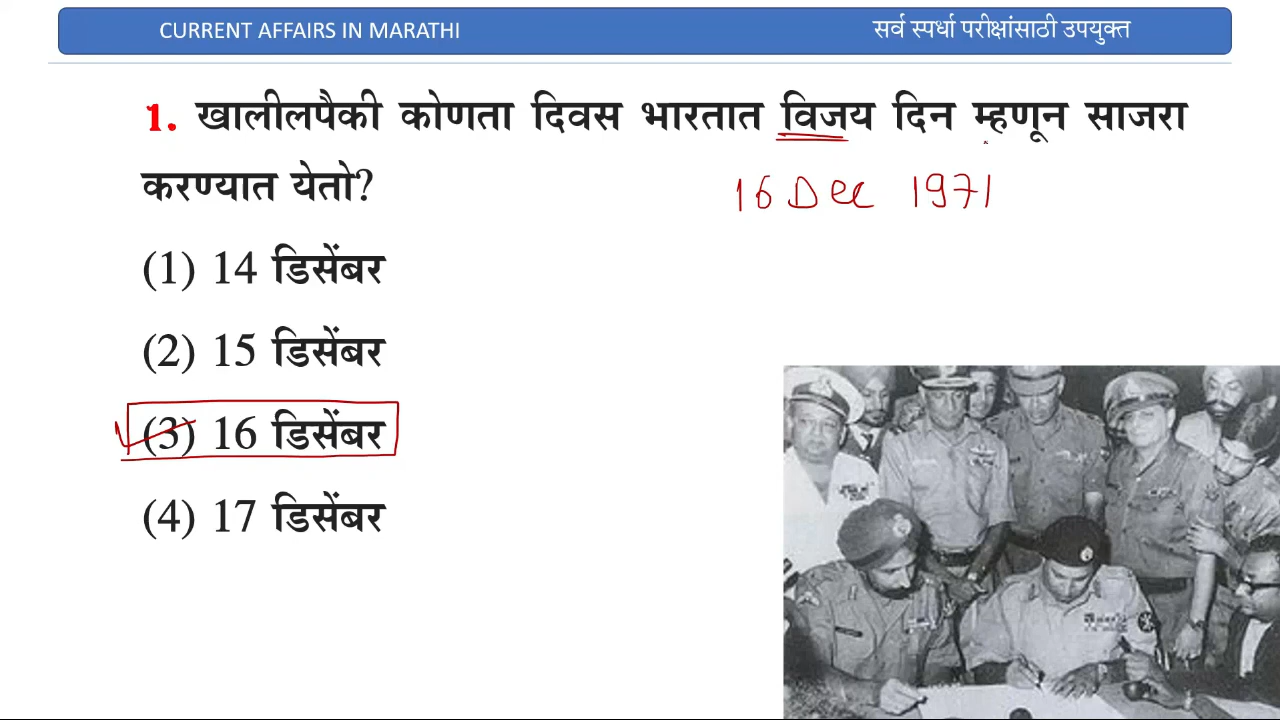 CURRENT AFFAIRS IN MARATHI
सर्व स्पर्धा परीक्षांसाठी उपयुक्त
1. खालीलपैकी कोणता दिवस भारतात विजय दिन म्हणून साजरा
करण्यात येतो?
16 Dec 1971
(1) 14 डिसेंबर
(2) 15 डिसेंबर
(3) 16 डिसेंबर
(4) 17 डिसेंबर